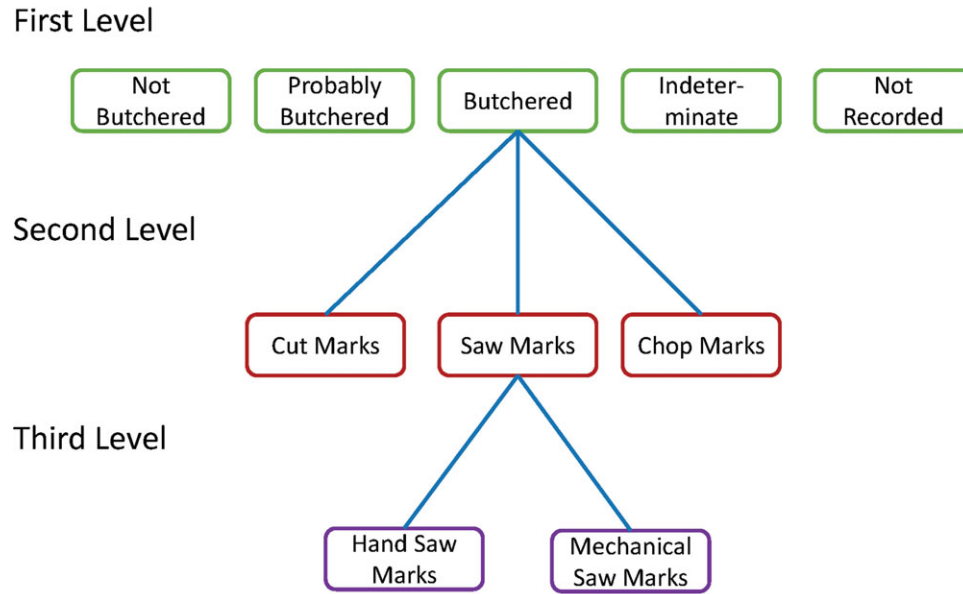 First Level
Not
Butchered
Probably
Butchered
Butchered
Indeter-
minate
Not
Recorded
Second Level
Cut Marks
Saw Marks
Chop Marks
Third Level
Hand Saw
Marks
Mechanical
Saw Marks